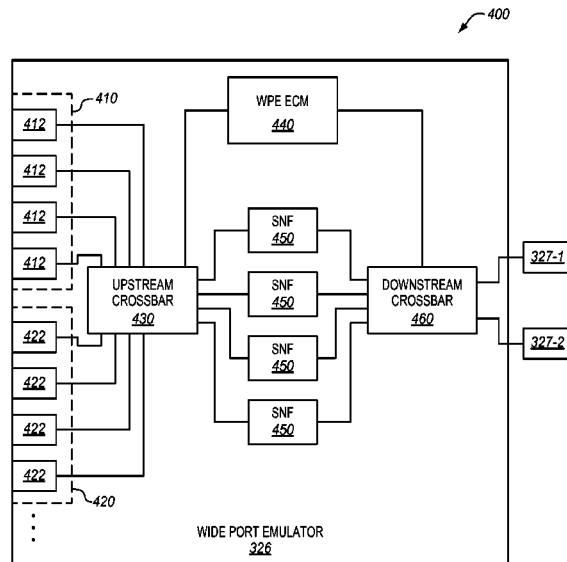 400
410
412
412
412
412
422
422
422
422
420
WPE ECM
440
UPSTREAM
CROSSBAR
430
SNF
450
SNF
450
SNF
450
SNF
450
DOWNSTREAM
CROSSBAR
460
327-1
327-2
WIDE PORT EMULATOR
326